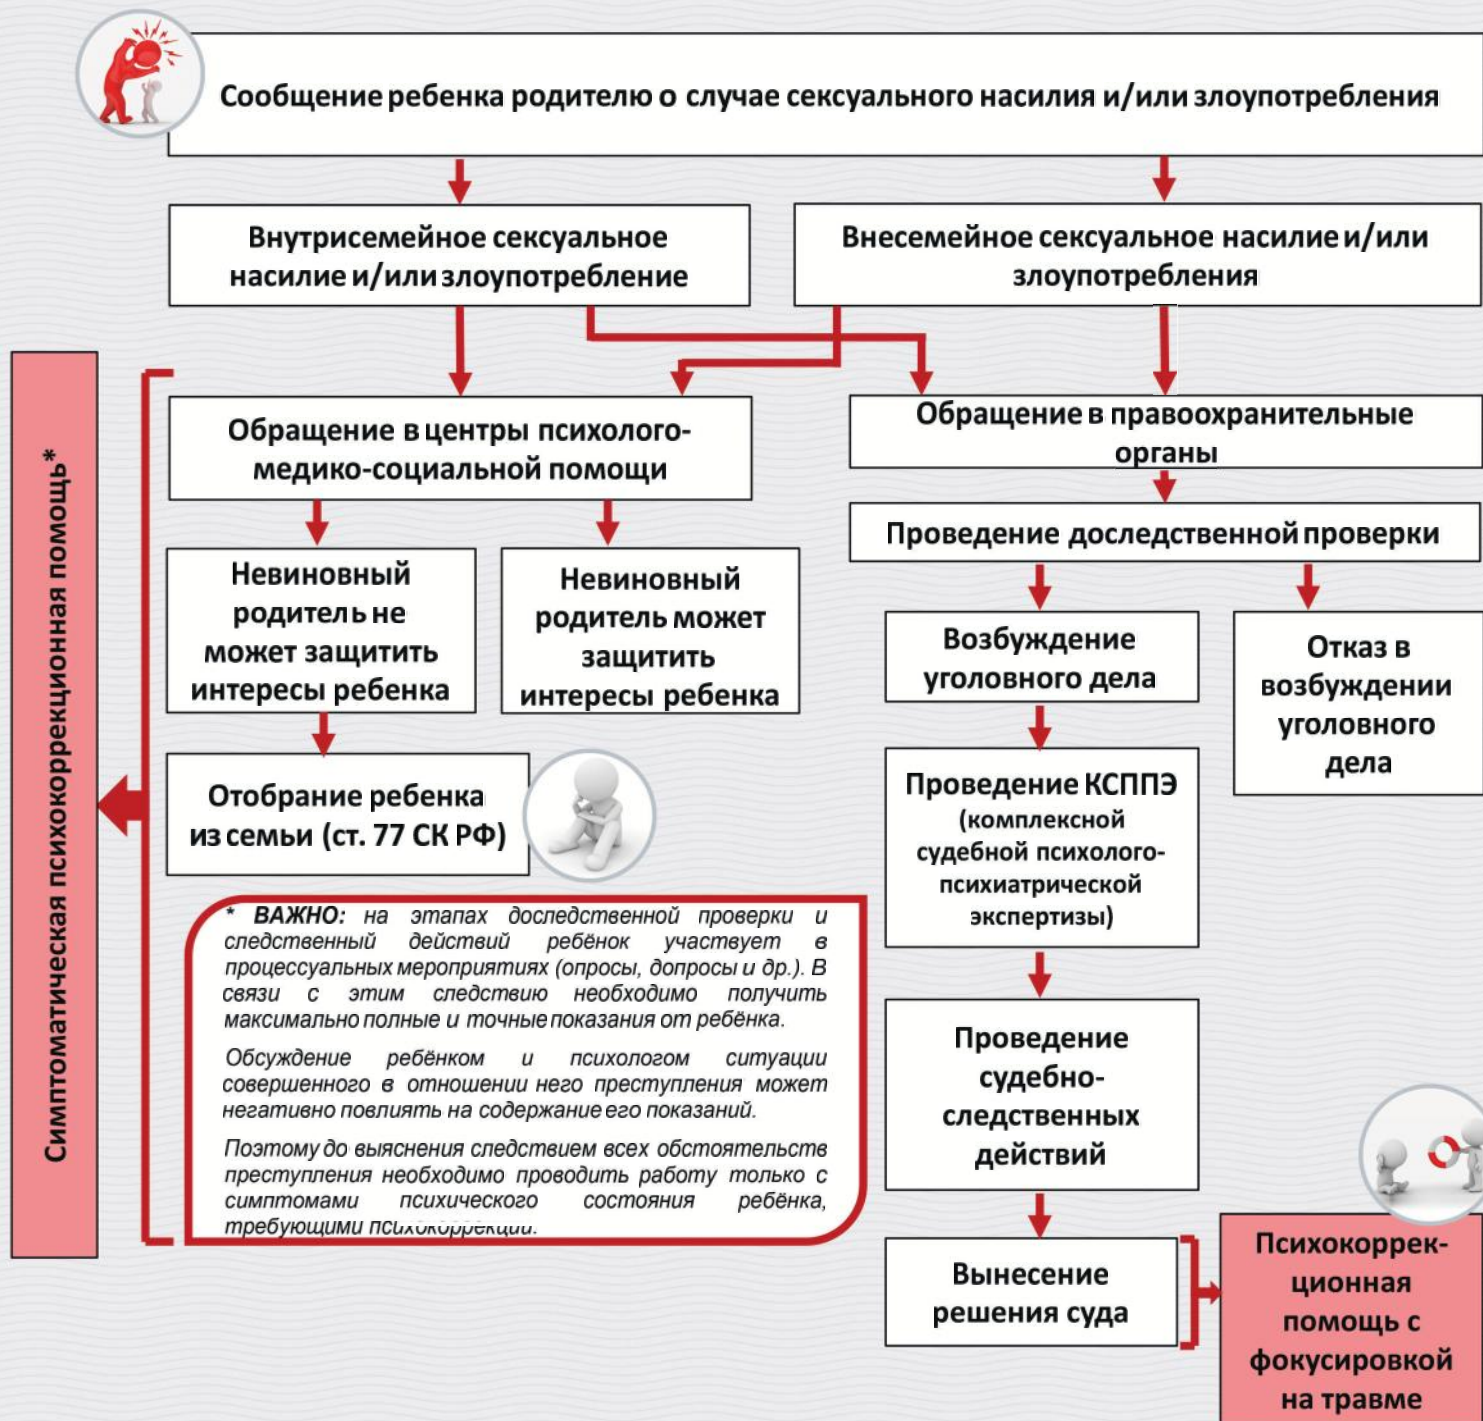 Сообщение ребенка родителю о случае сексуального насилия и/или злоупотребления
Внутрисемейное сексуальное
насилие и/или злоупотребление
Внесемейное сексуальное насилие и/или
злоупотребления
Симптоматическая психокоррекционная помощь*
Обращение в центры психолого-
медико-социальной помощи
Обращение в правоохранительные
органы
Проведение доследственной проверки
Невиновный
родитель не
может защитить
интересы ребенка
Невиновный
родитель может
защитить
интересы ребенка
Возбуждение
уголовного дела
Отказ в
возбуждении
уголовного
дела
Отобрание ребенка
из семьи (ст. 77 СК РФ)
Проведение КСППЭ
(комплексной
судебной психолого-
психиатрической
экспертизы)
* ВАЖНО: на этапах доследственной проверки и
следственный действий ребёнок участвует в
процессуальных мероприятиях (опросы, допросы и др.). В
связи с этим следствию необходимо получить
максимально полные и точные показания от ребёнка.
Обсуждение ребёнком и психологом ситуации
совершенного в отношении него преступления может
негативно повлиять на содержание его показаний.
Поэтому до выяснения следствием всех обстоятельств
преступления необходимо проводить работу только с
симптомами психического состояния ребёнка,
требующими психокоррекции.
Проведение
судебно-
следственных
действий
Вынесение
решения суда
Психокоррек-
ционная
помощь с
фокусировкой
на травме